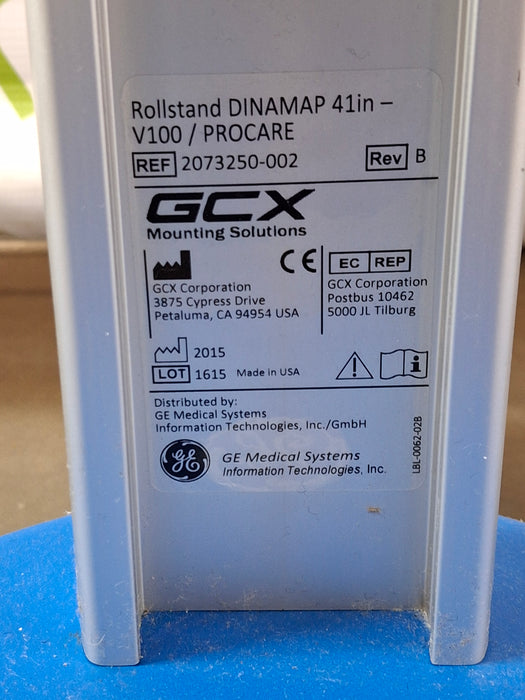 Rollstand DINAMAP 41in –
V100 / PROCARE
REF 2073250-002 Rev B
GCX
Mounting Solutions
CE
EC REP
GCX Corporation
3875 Cypress Drive
Petaluma, CA 94954 USA
GCX Corporation
Postbus 10462
5000 JL Tilburg
2015
LOT 1615 Made in USA
Distributed by:
GE Medical Systems
Information Technologies, Inc./GmbH
GE
GE Medical Systems
Information Technologies, Inc.
LBL-0062-02B